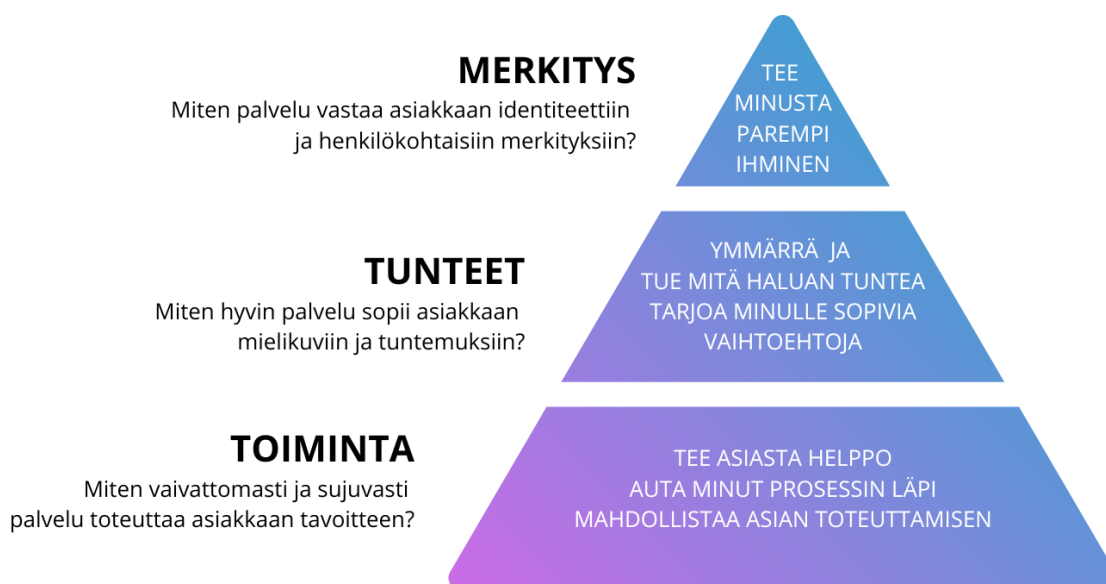 MERKITYS
Miten palvelu vastaa asiakkaan identiteettiin
ja henkilökohtaisiin merkityksiin?
TEE
MINUSTA
PAREMPI
IHMINEN
TUNTEET
Miten hyvin palvelu sopii asiakkaan
mielikuviin ja tuntemuksiin?
YMMÄRRÄ JA
TUE MITÄ HALUAN TUNTEA
TARJOA MINULLE SOPIVIA
VAIHTOEHTOJA
TOIMINTA
Miten vaivattomasti ja sujuvasti
palvelu toteuttaa asiakkaan tavoitteen?
TEE ASIASTA HELPPO
AUTA MINUT PROSESSIN LÄPI
MAHDOLLISTAA ASIAN TOTEUTTAMISEN